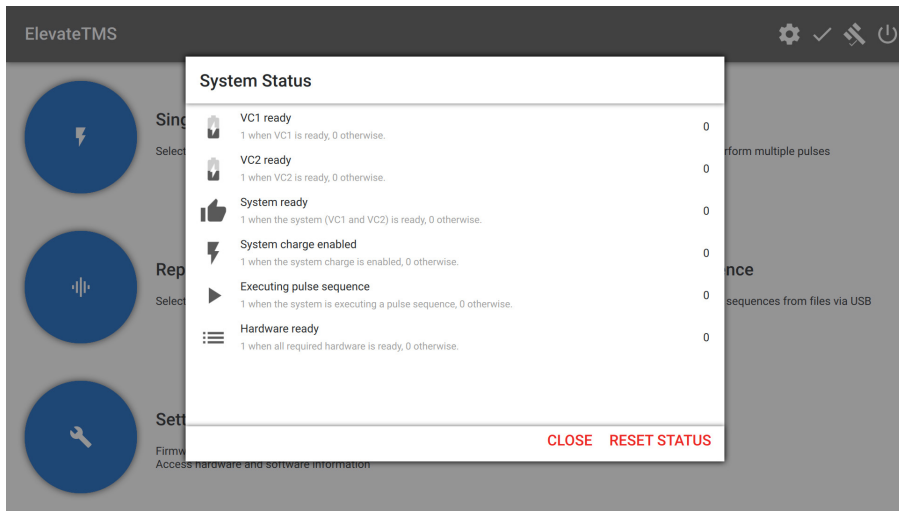 ElevateTMS
System Status
VC1 ready
1 when VC1 is ready, 0 otherwise.
0
VC2 ready
1 when VC2 is ready, 0 otherwise.
0
System ready
1 when the system (VC1 and VC2) is ready, 0 otherwise.
0
System charge enabled
1 when the system charge is enabled, 0 otherwise.
0
Executing pulse sequence
1 when the system is executing a pulse sequence, 0 otherwise.
0
Hardware ready
1 when all required hardware is ready, 0 otherwise.
0
CLOSE RESET STATUS
Sing
Select
rform multiple pulses
Rep
Select
nce
sequences from files via USB
Sett
Firmw
Access hardware and software information